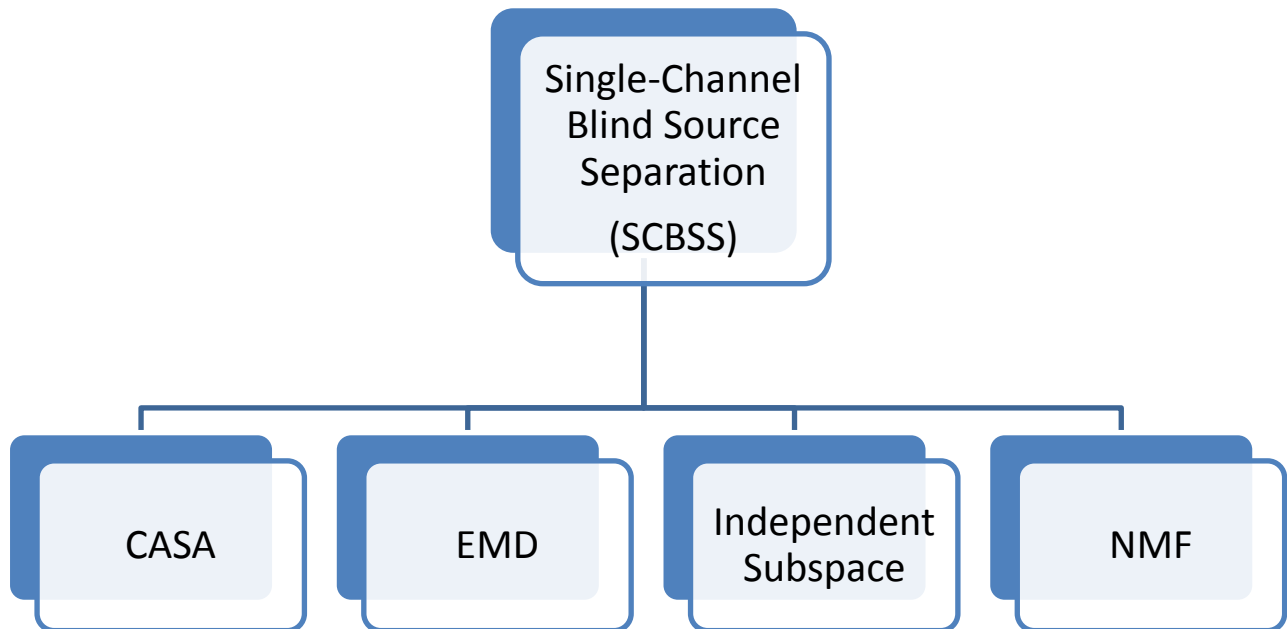 Single-Channel
Blind Source
Separation
(SCBSS)
CASA
EMD
Independent
Subspace
NMF